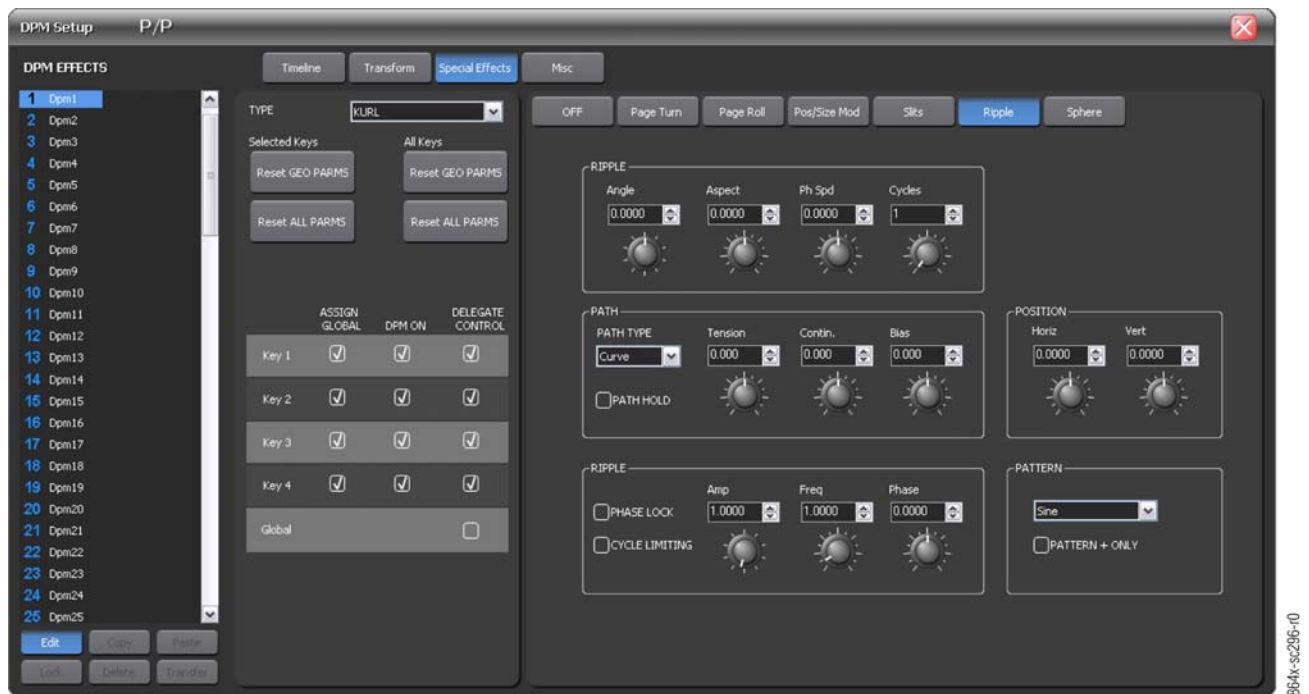 DPM Setup P/P
DPM EFFECTS
Timeline Transform Special Effects Misc
1 Dpm1
2 Dpm2
3 Dpm3
4 Dpm4
5 Dpm5
6 Dpm6
7 Dpm7
8 Dpm8
9 Dpm9
10 Dpm10
11 Dpm11
12 Dpm12
13 Dpm13
14 Dpm14
15 Dpm15
16 Dpm16
17 Dpm17
18 Dpm18
19 Dpm19
20 Dpm20
21 Dpm21
22 Dpm22
23 Dpm23
24 Dpm24
25 Dpm25
Edit Copy Paste
Lock Delete Transfer
TYPE KURL
Selected Keys All Keys
Reset GEO PARMS Reset GEO PARMS
Reset ALL PARMS Reset ALL PARMS
ASSIGN GLOBAL DPM ON DELEGATE CONTROL
Key 1
Key 2
Key 3
Key 4
Global
OFF Page Turn Page Roll Pos/Size Mod Slits Ripple Sphere
RIPPLE
Angle Aspect Ph Spd Cycles
0.0000 0.0000 0.0000 1
PATH
PATH TYPE Tension Contin. Bias
Curve 0.000 0.000 0.000
PATH HOLD
POSITION
Horiz Vert
0.0000 0.0000
RIPPLE
Amp Freq Phase
PHASE LOCK 1.0000 1.0000 0.0000
CYCLE LIMITING
PATTERN
Sine
PATTERN + ONLY
864x-sc296-r0